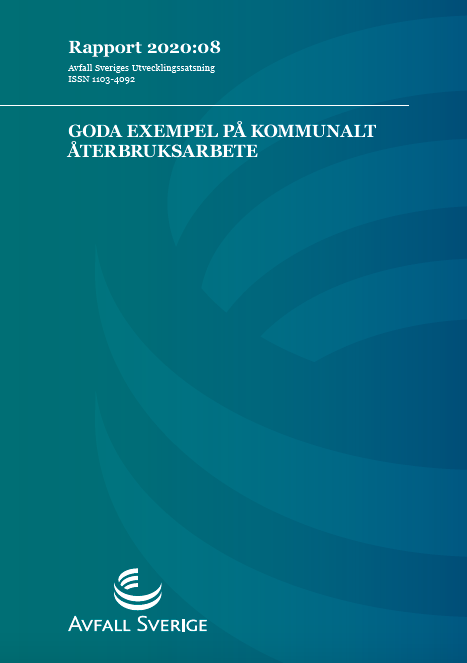 Rapport 2020:08
Avfall Sveriges Utvecklingssatsning
ISSN 1103-4092
GODA EXEMPEL PÅ KOMMUNALT
ÅTERBRUKSARBETE
AVFALL SVERIGE